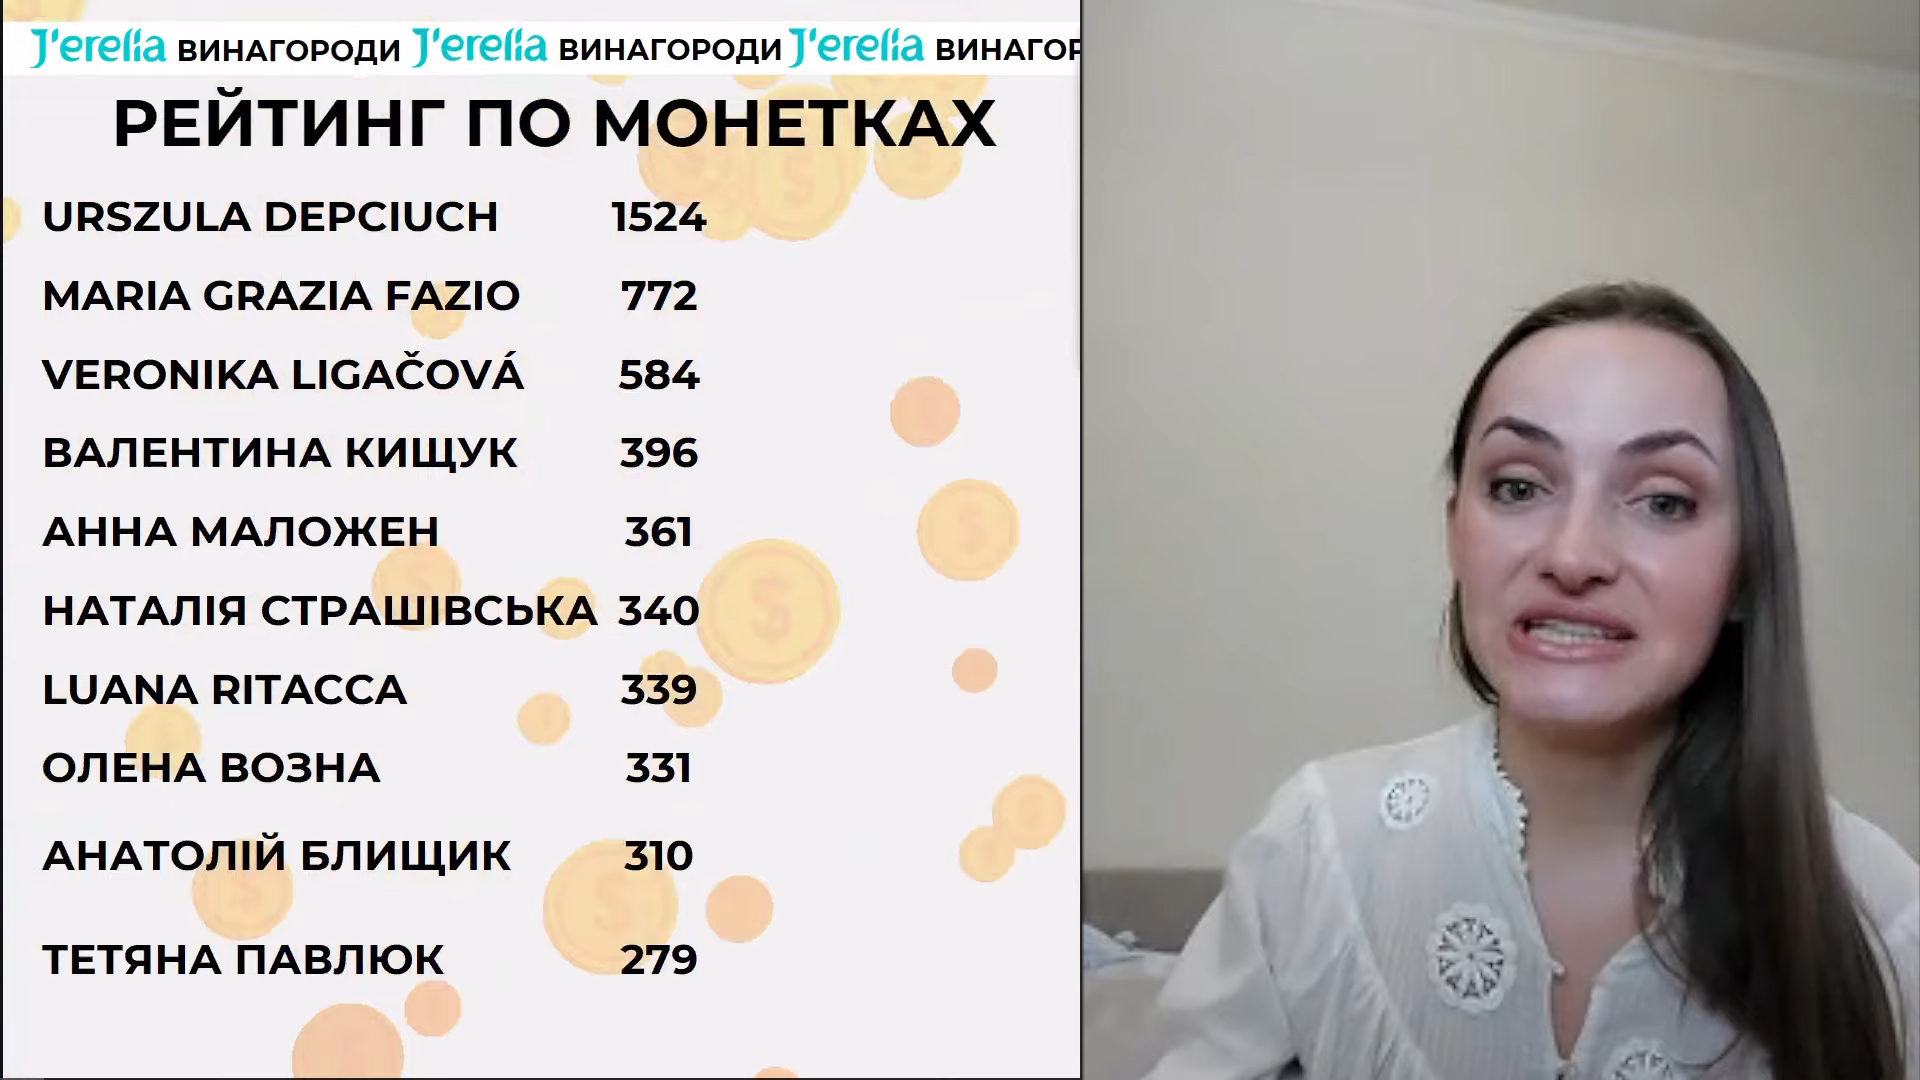 J'erelia ВИНАГОРОДИ J'erelia ВИНАГОРОДИ J'erelia ВИНАГОР
РЕЙТИНГ ПО МОНЕТКАХ
URSZULA DEPCIUCH 1524
MARIA GRAZIA FAZIO 772
VERONIKA LIGAČOVÁ 584
ВАЛЕНТИНА КИЩУК 396
АННА МАЛОЖЕН 361
НАТАЛІЯ СТРАШІВСЬКА 340
LUANA RITACCA 339
ОЛЕНА ВОЗНА 331
АНАТОЛІЙ БЛИЩИК 310
ТЕТЯНА ПАВЛЮК 279